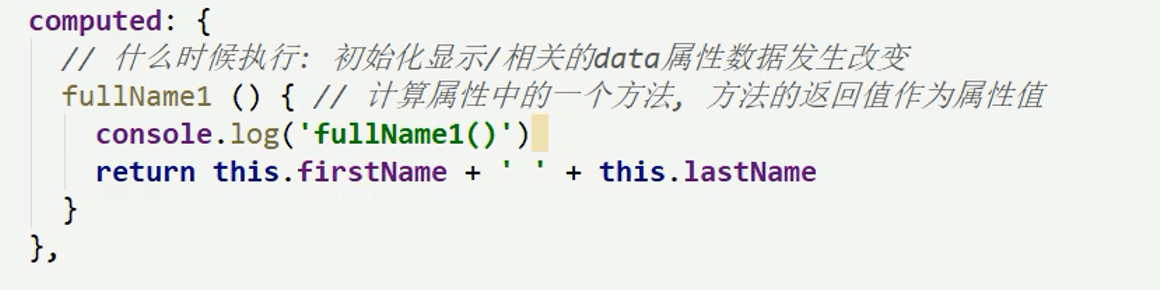 computed: {
// 什么时候执行: 初始化显示/相关的data属性数据发生改变
fullName1 () { // 计算属性中的一个方法, 方法的返回值作为属性值
console.log('fullName1()')
return this.firstName + ' ' + this.lastName
}
},